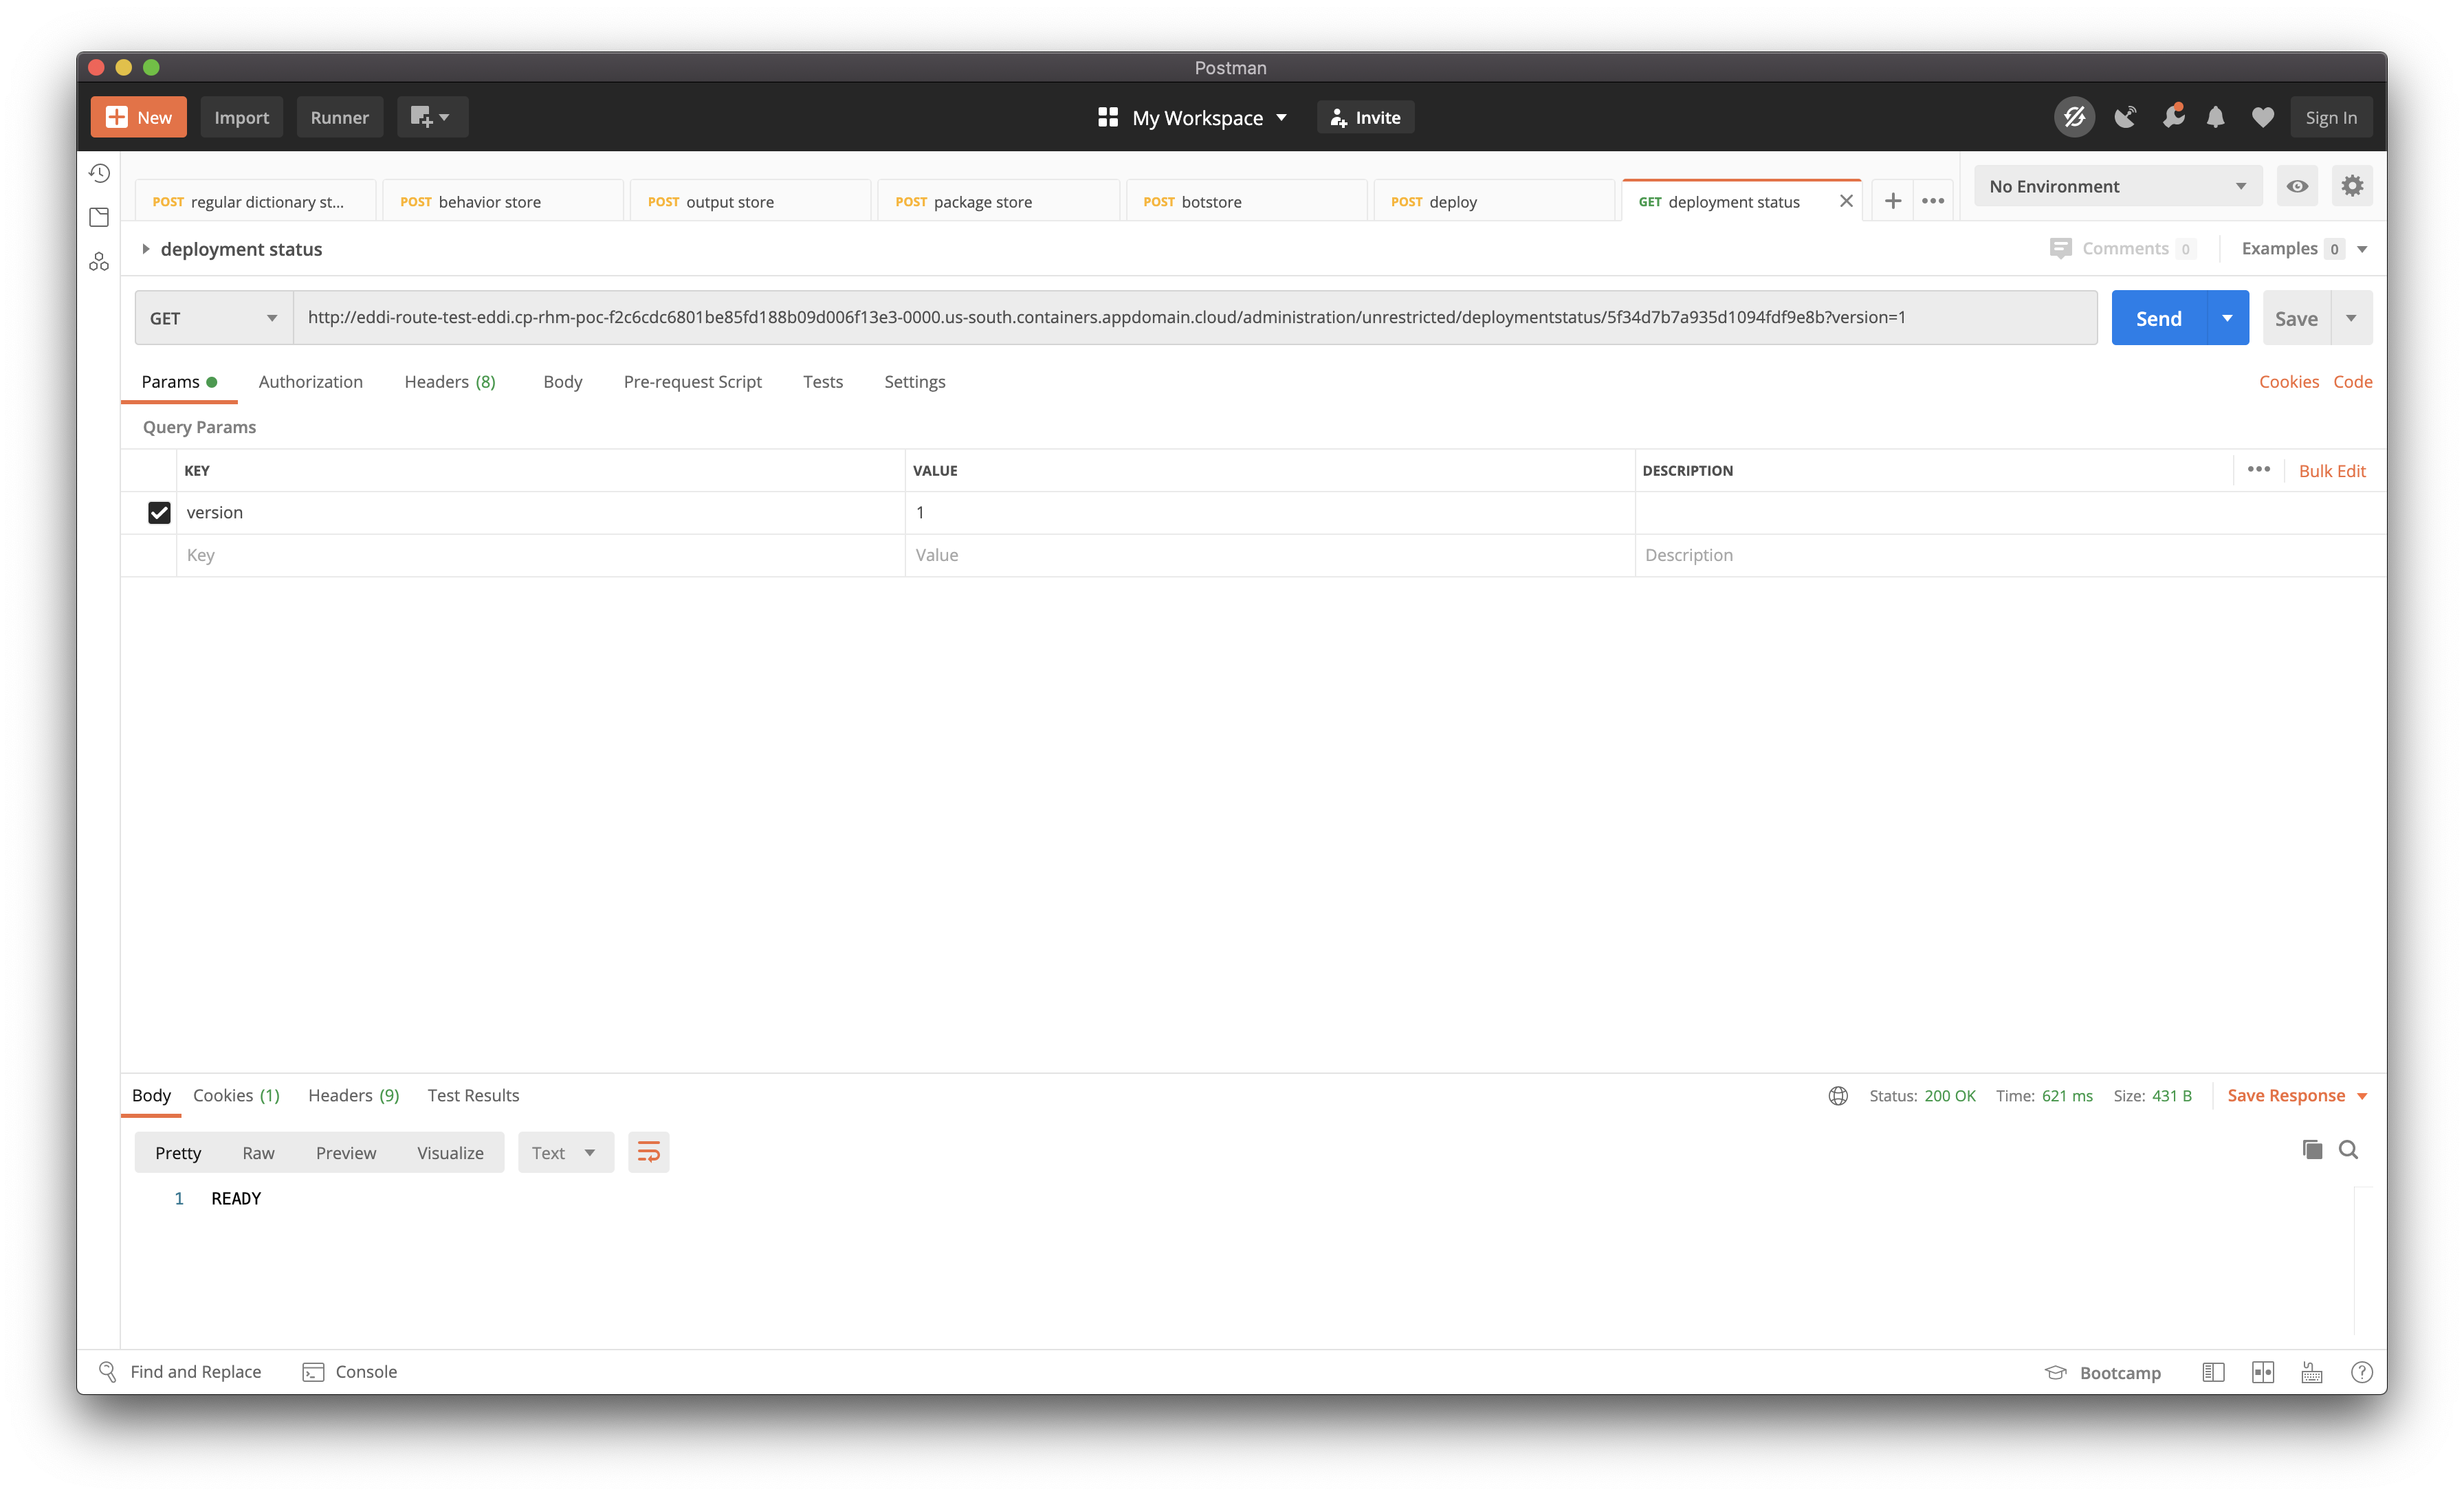 Postman
New Import Runner My Workspace Invite Sign In
POST regular dictionary st... POST behavior store POST output store POST package store POST botstore POST deploy GET deployment status No Environment
deployment status Comments 0 Examples 0
GET http://eddi-route-test-eddi.cp-rhm-poc-f2c6cdc6801be85fd188b09d006f13e3-0000.us-south.containers.appdomain.cloud/administration/unrestricted/deploymentstatus/5f34d7b7a935d1094fdf9e8b?version=1 Send Save
Params Authorization Headers (8) Body Pre-request Script Tests Settings Cookies Code
Query Params
KEY VALUE DESCRIPTION Bulk Edit
version 1
Key Value Description
Body Cookies (1) Headers (9) Test Results Status: 200 OK Time: 621 ms Size: 431 B Save Response
Pretty Raw Preview Visualize Text
1 READY
Find and Replace Console Bootcamp